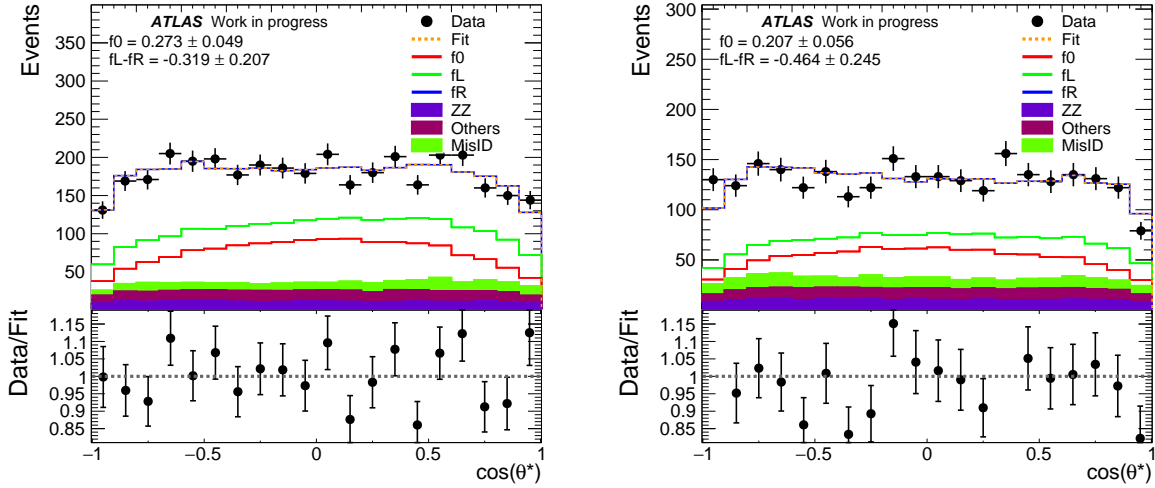 ATLAS Work in progress
f0 = 0.273 ± 0.049
fL-fR = -0.319 ± 0.207
Data
Fit
f0
fL
fR
ZZ
Others
MisID
Events
350
300
250
200
150
100
50
Data/Fit
1.15
1.1
1.05
1
0.95
0.9
0.85
−1
−0.5
0
0.5
1
cos(θ*)
ATLAS Work in progress
f0 = 0.207 ± 0.056
fL-fR = -0.464 ± 0.245
Data
Fit
f0
fL
fR
ZZ
Others
MisID
Events
300
250
200
150
100
50
Data/Fit
1.15
1.1
1.05
1
0.95
0.9
0.85
−1
−0.5
0
0.5
1
cos(θ*)